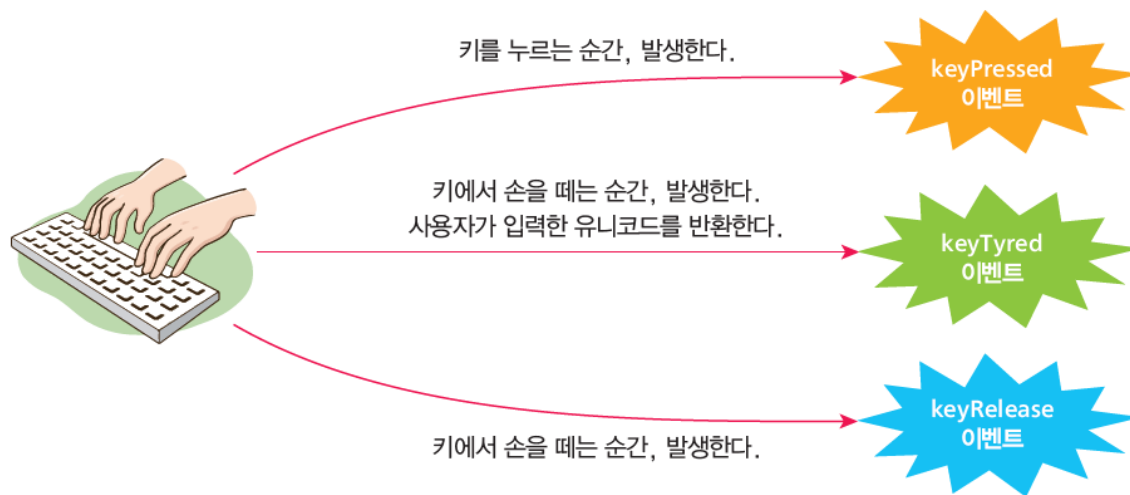 키를 누르는 순간, 발생한다.
keyPressed
이벤트
키에서 손을 떼는 순간, 발생한다.
사용자가 입력한 유니코드를 반환한다.
keyTyred
이벤트
키에서 손을 떼는 순간, 발생한다.
keyRelease
이벤트